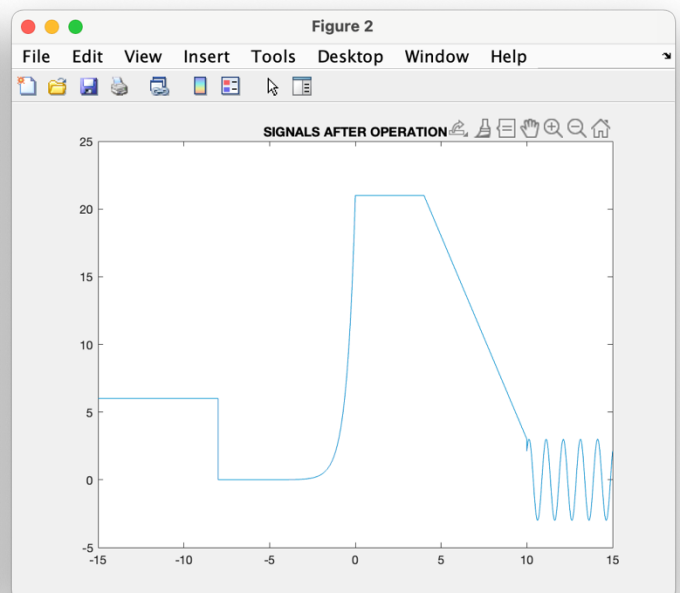 Figure 2
File Edit View Insert Tools Desktop Window Help
SIGNALS AFTER OPERATION
25
20
15
10
5
0
-5
-15 -10 -5 0 5 10 15